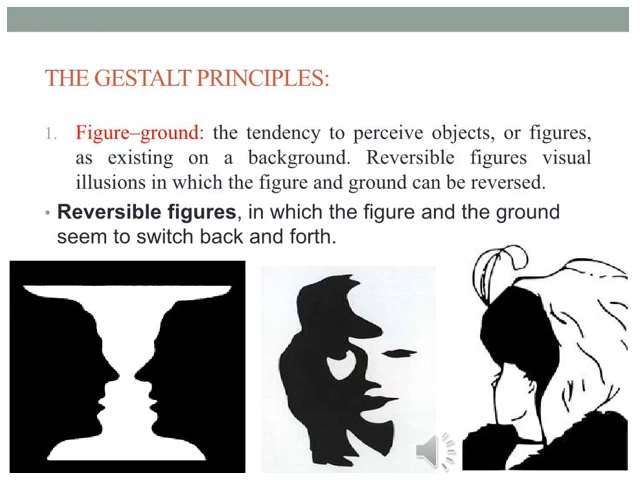 THE GESTALT PRINCIPLES:
1. Figure–ground: the tendency to perceive objects, or figures,
as existing on a background. Reversible figures visual
illusions in which the figure and ground can be reversed.
• Reversible figures, in which the figure and the ground
seem to switch back and forth.